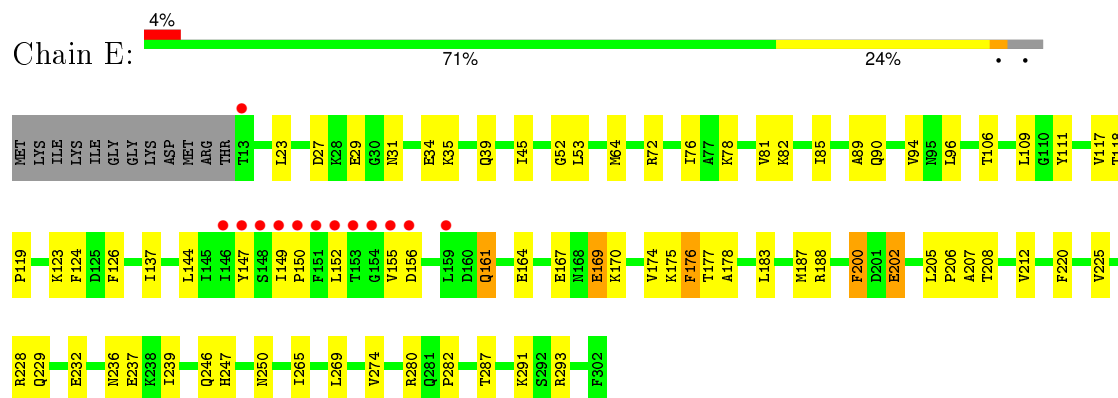 4%
Chain E:
71% 24% • •
MET LYS ILE LYS ILE GLY GLY LYS ASP MET ARG THR T13 L23 D27 K28 E29 G30 N31 E34 K35 Q39 I45 G52 L53 M64 R72 I76 A77 K78 V81 K82 I85 A89 Q90 V94 N95 L96 T106 L109 G110 Y111 V117 T118
P119 K123 F124 D125 F126 I137 L144 I145 I146 Y147 S148 I149 P150 F151 L152 T153 G154 V155 D156 L159 D160 Q161 E164 E167 N168 E169 K170 V174 K175 F176 T177 A178 L183 M187 R188 F200 D201 E202 L205 P206 A207 T208 V212 F220 V225
R228 Q229 E232 N236 E237 K238 I239 Q246 H247 N250 I265 L269 V274 R280 Q281 P282 T287 K291 S292 R293 F302